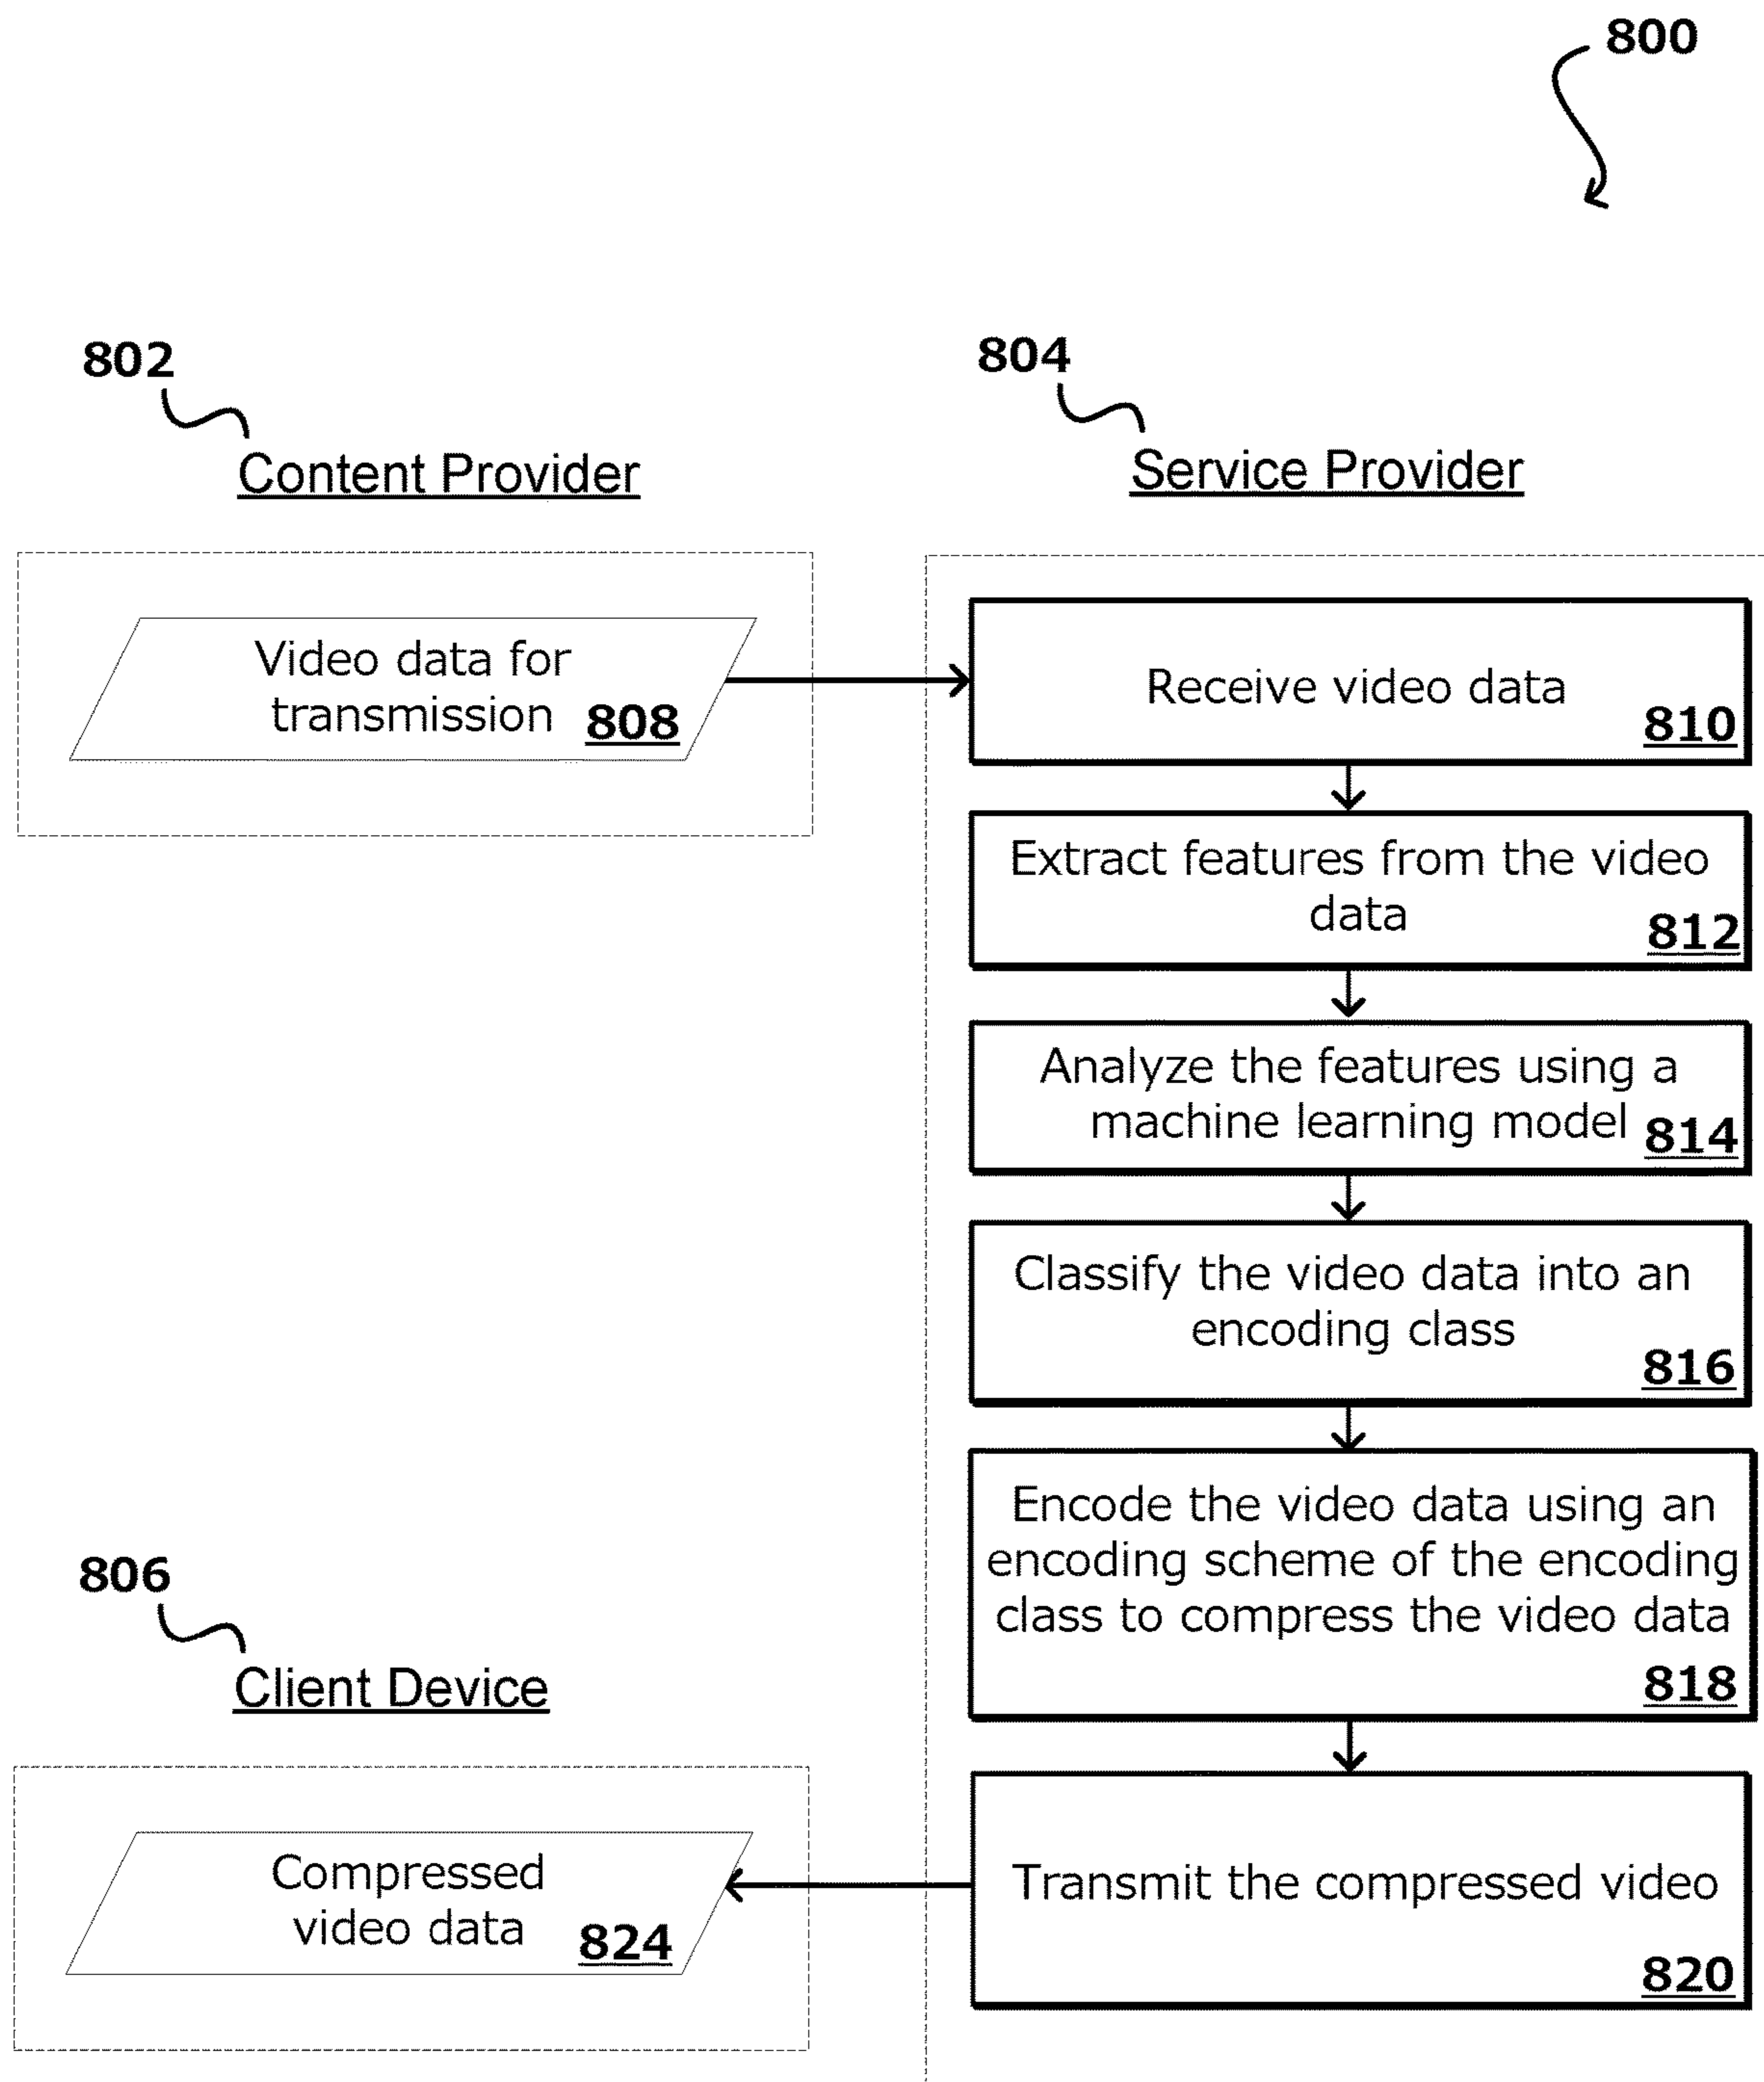 800
802
Content Provider
Video data for
transmission 808
804
Service Provider
Receive video data
810
Extract features from the video
data
812
Analyze the features using a
machine learning model 814
Classify the video data into an
encoding class
816
Encode the video data using an
encoding scheme of the encoding
class to compress the video data
818
Transmit the compressed video
820
806
Client Device
Compressed
video data 824